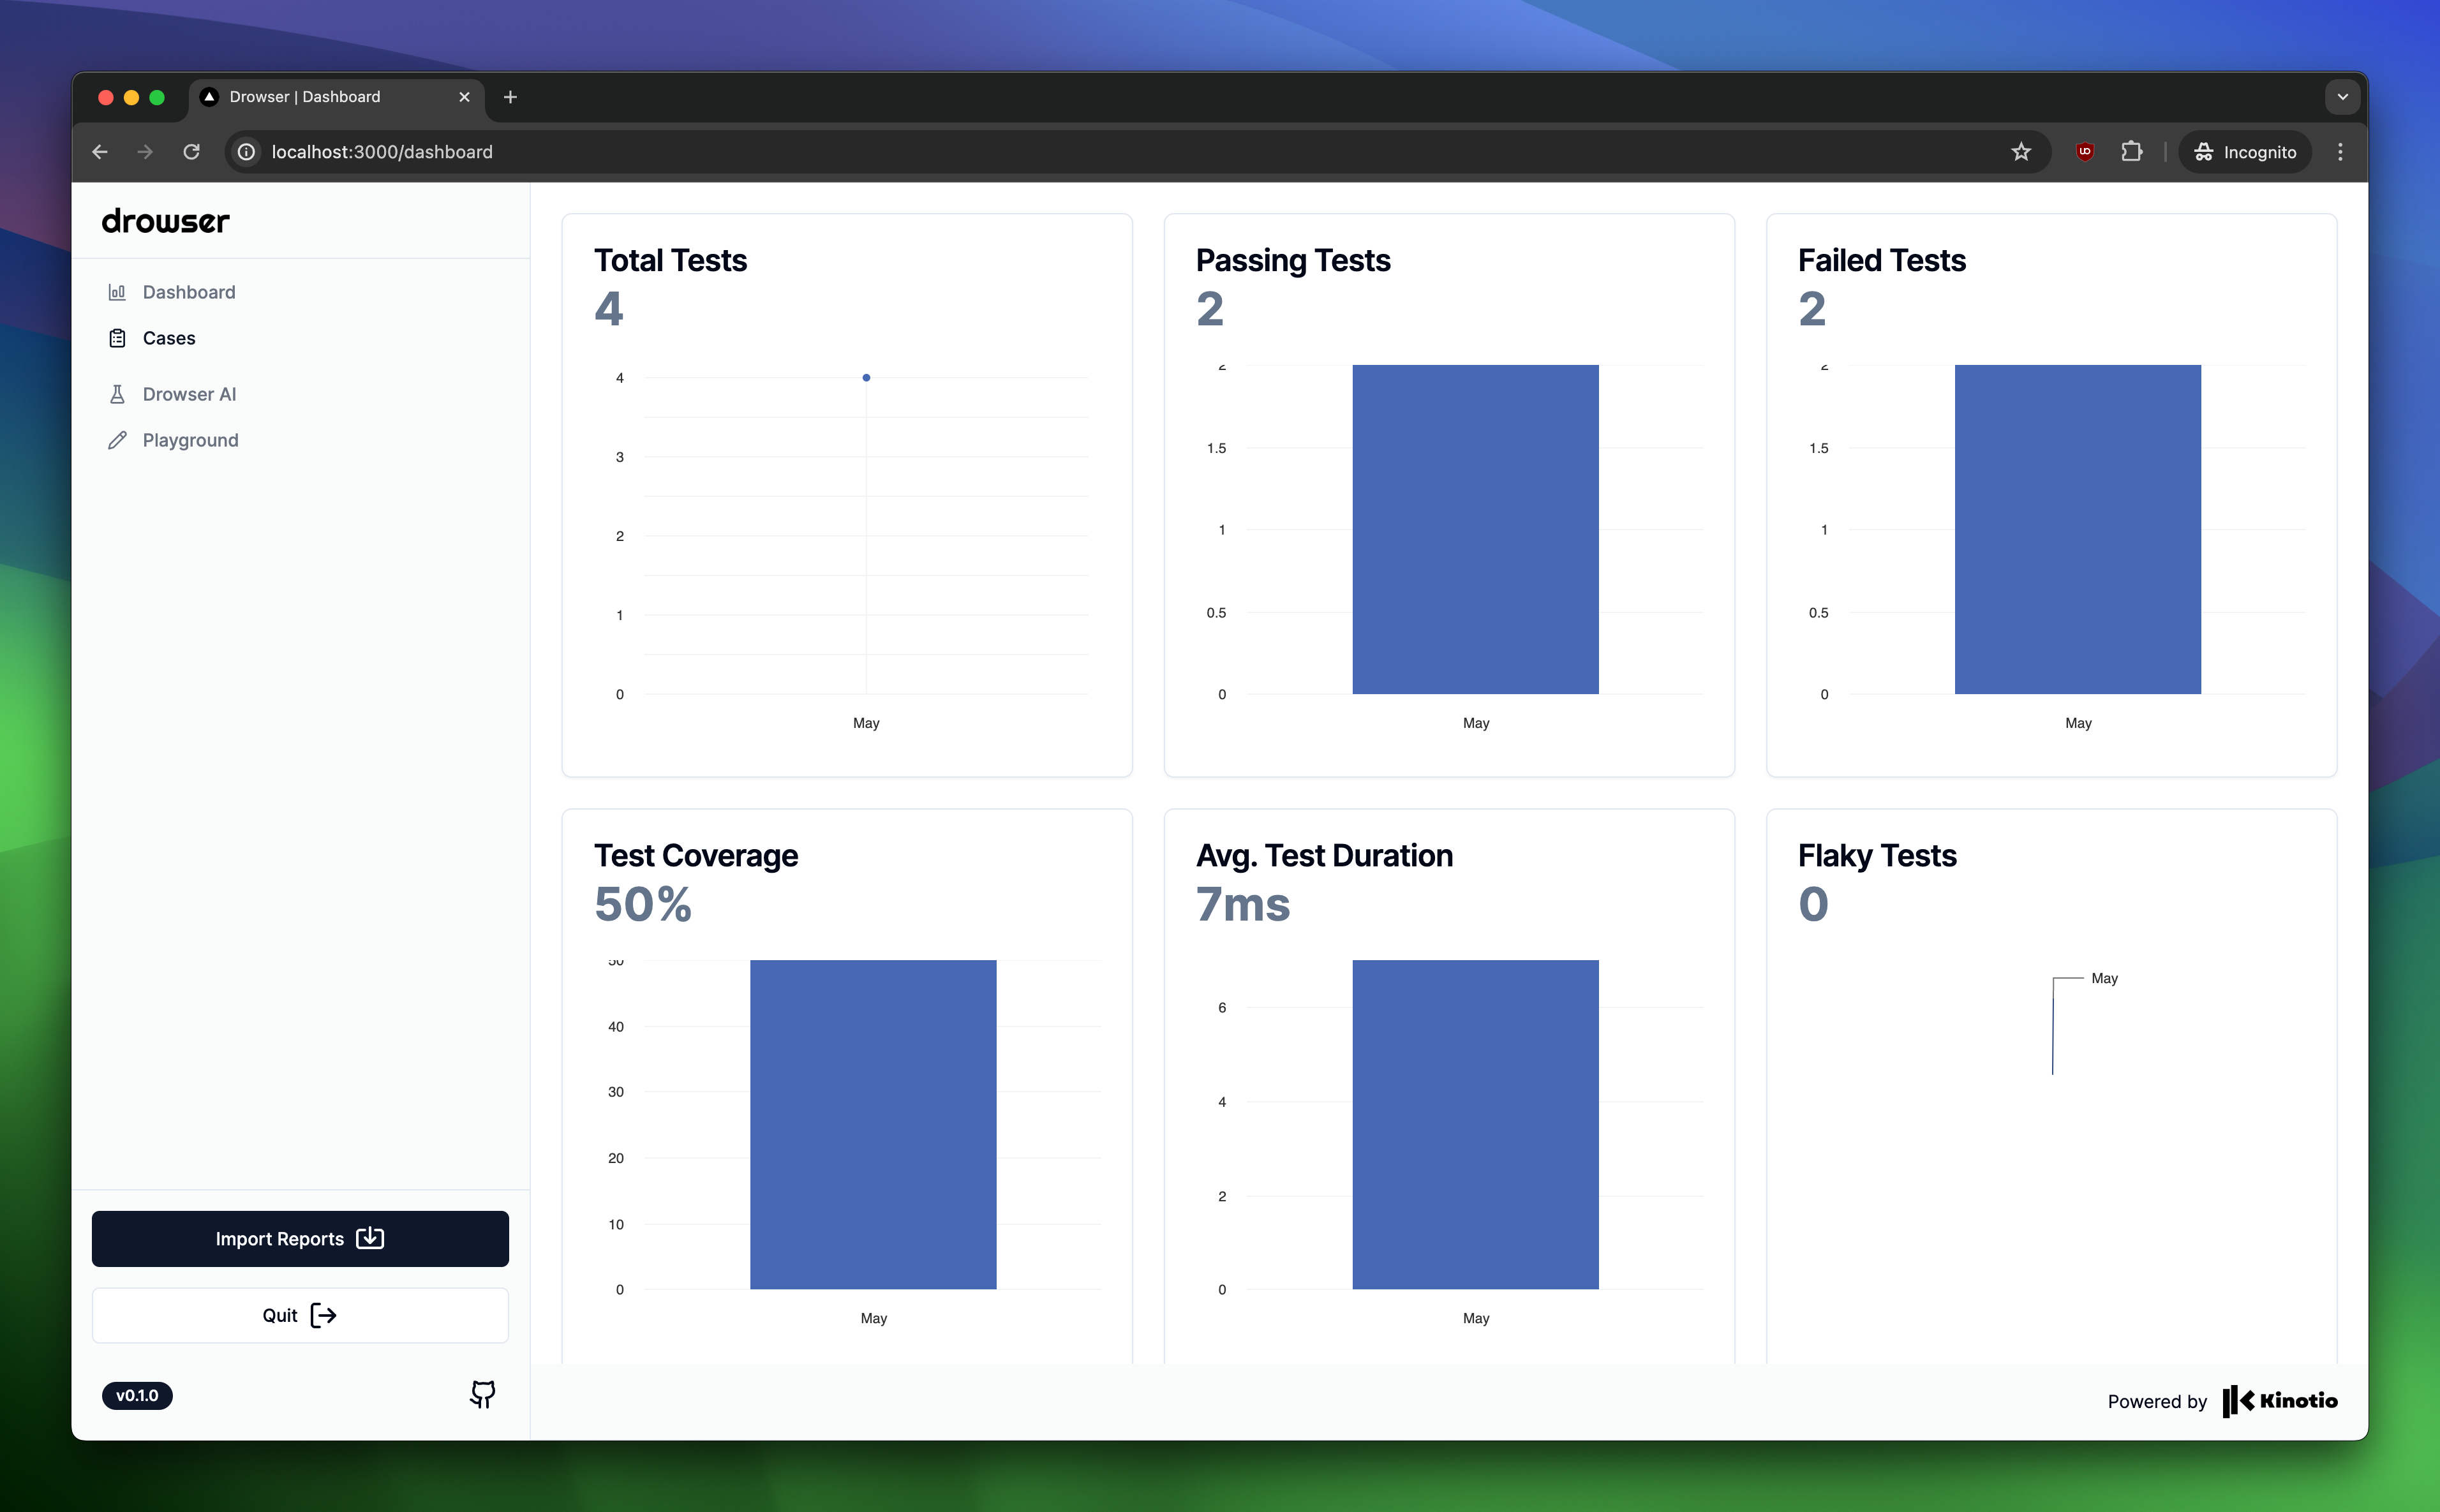 Drowser | Dashboard
localhost:3000/dashboard
Incognito
drowser
Dashboard
Cases
Drowser AI
Playground
Import Reports
Quit
v0.1.0
Total Tests
4
4
3
2
1
0
May
Passing Tests
2
2
1.5
1
0.5
0
May
Failed Tests
2
2
1.5
1
0.5
0
May
Test Coverage
50%
50
40
30
20
10
0
May
Avg. Test Duration
7ms
6
4
2
0
May
Flaky Tests
0
May
Powered by Kinotio